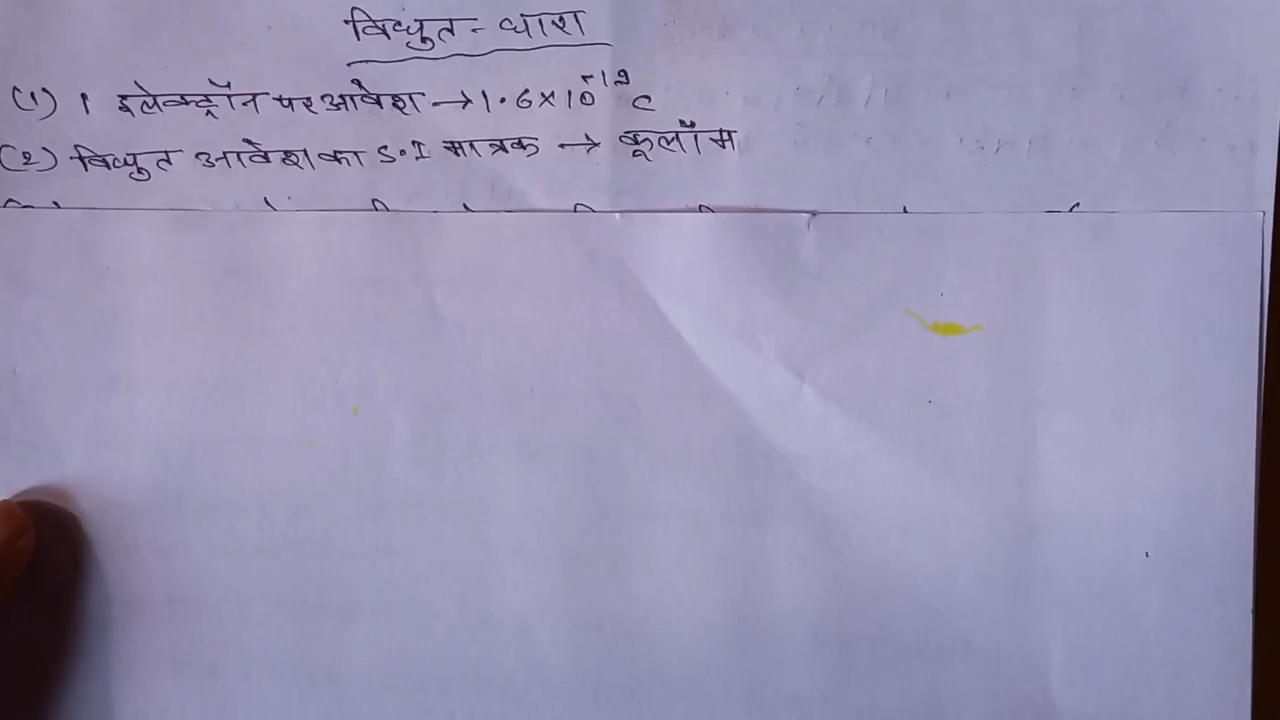 विधुत - धारा
(1) 1 इलेक्ट्रॉन पर आवेश → 1.6×10⁻¹⁹ C
(2) विधुत आवेश का S.I मात्रक → कूलॉम